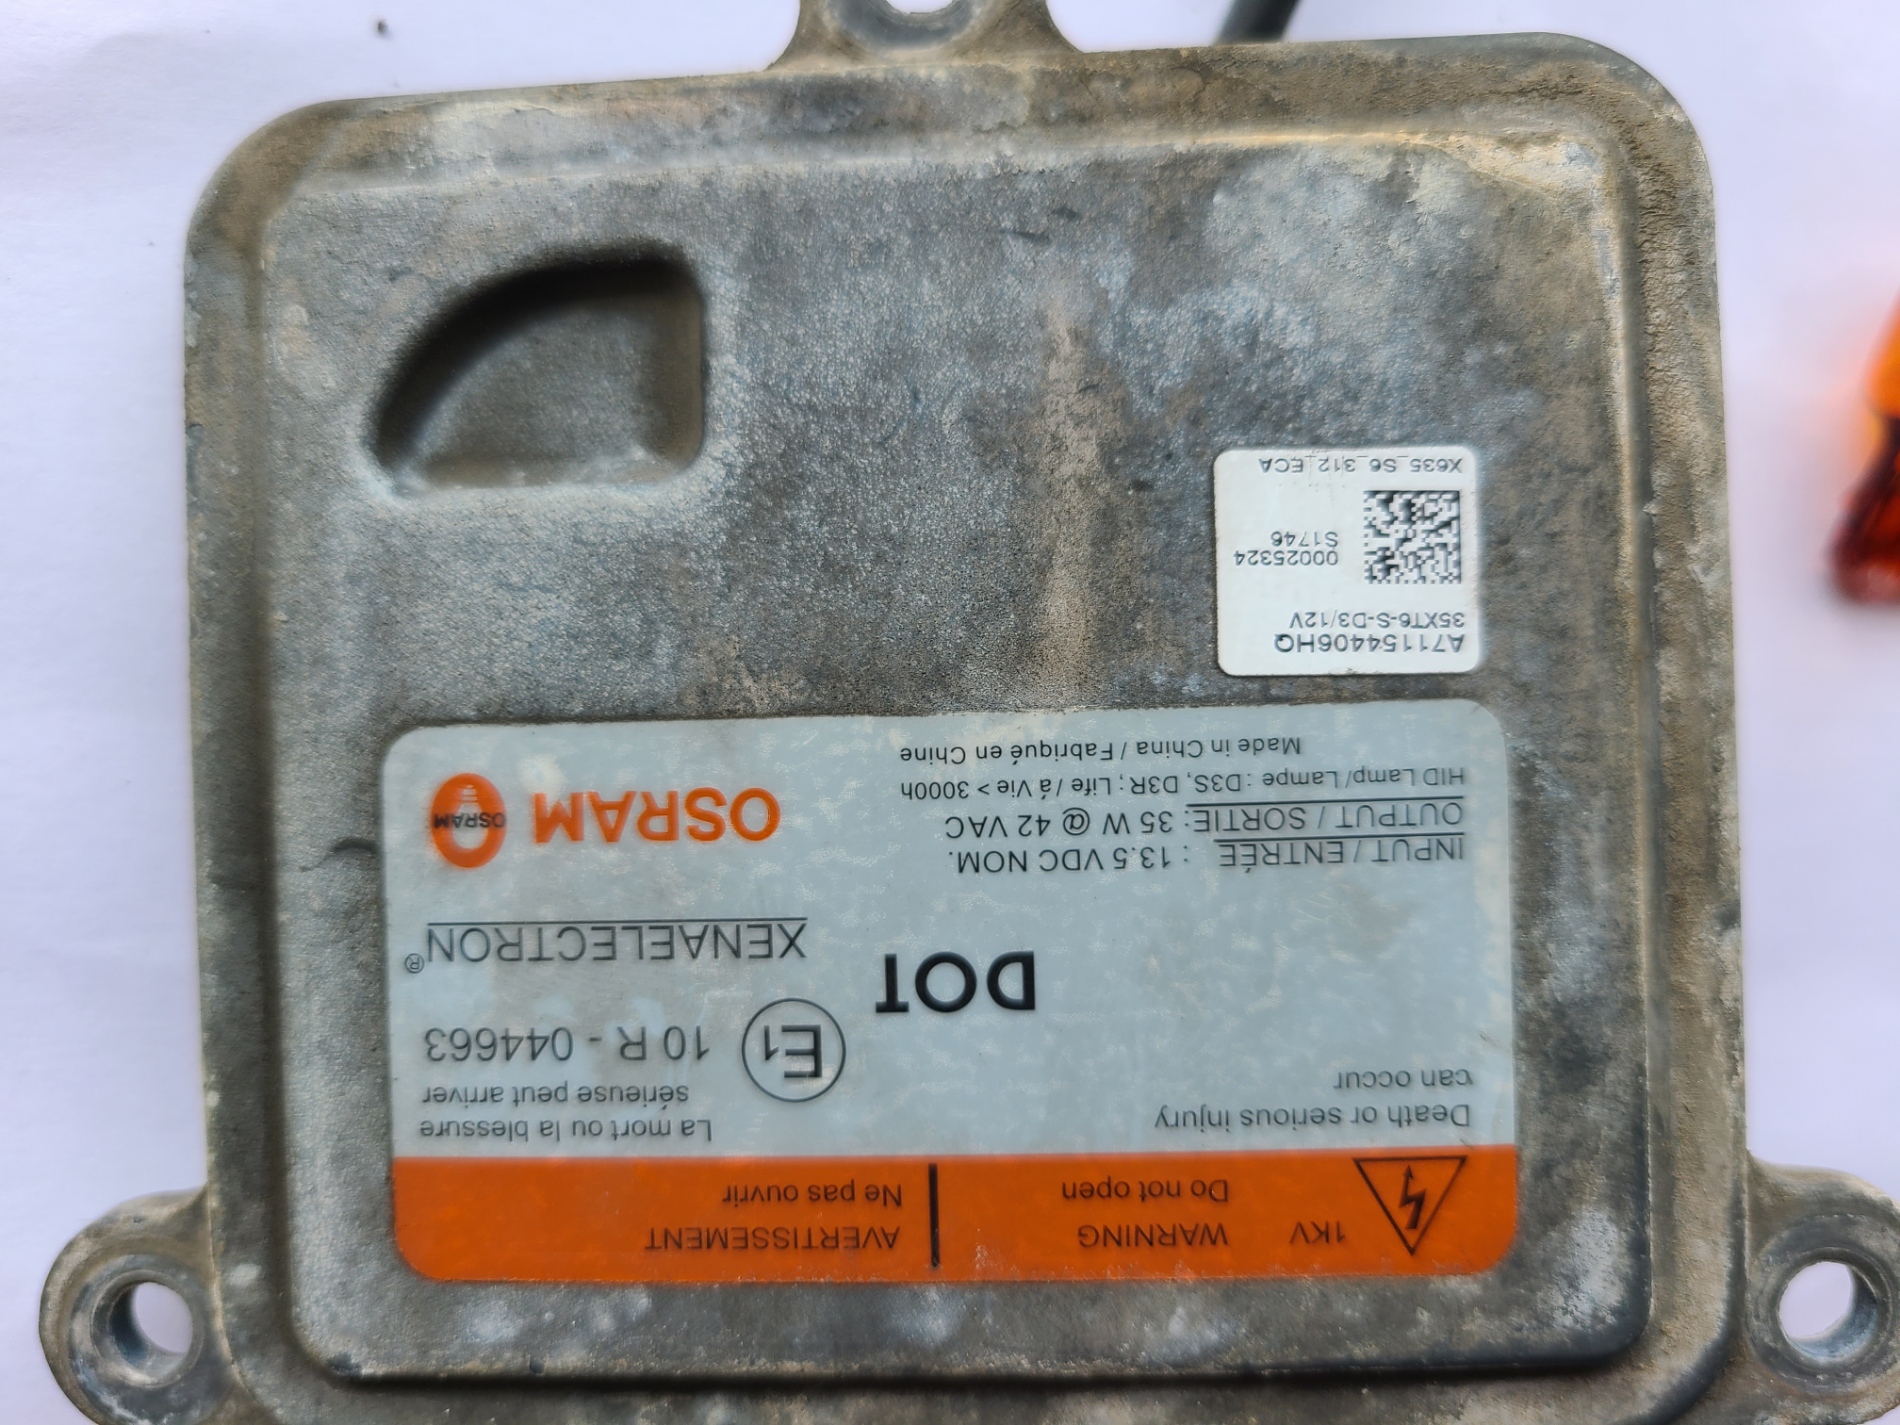 1KV
WARNING
Do not open
AVERTISSEMENT
Ne pas ouvrir
Death or serious injury
can occur
La mort ou la blessure
sérieuse peut arriver
DOT
E1
10 R - 044663
XENAELECTRON®
INPUT / ENTRÉE : 13.5 VDC NOM.
OUTPUT / SORTIE: 35 W @ 42 VAC
HID Lamp/ Lampe : D3S, D3R; Life / á Vie > 3000h
Made in China / Fabriqué en Chine
OSRAM
OSRAM
A711544406HQ
35XT6-S-D3/12V
00025324
S1746
X635_S6_312_ECA